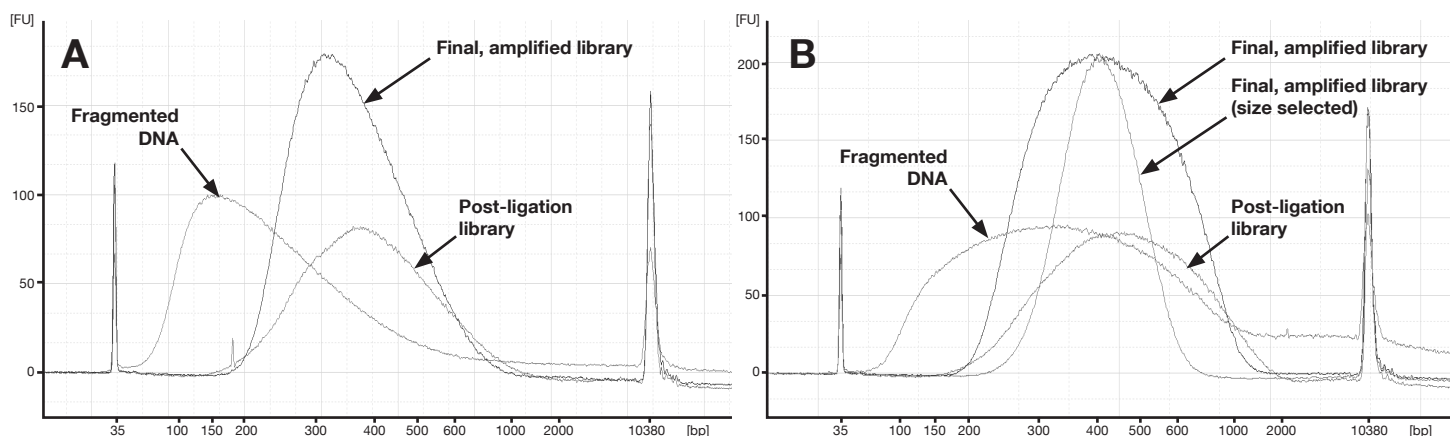 [FU]
A
Final, amplified library
150
Fragmented
DNA
100
Post-ligation
library
50
0
35 100 150 200 300 400 500 600 1000 2000 10380 [bp]
[FU]
B
Final, amplified library
200
Final, amplified library
(size selected)
150
Fragmented
DNA
100
Post-ligation
library
50
0
35 100 150 200 300 400 500 600 1000 2000 10380 [bp]